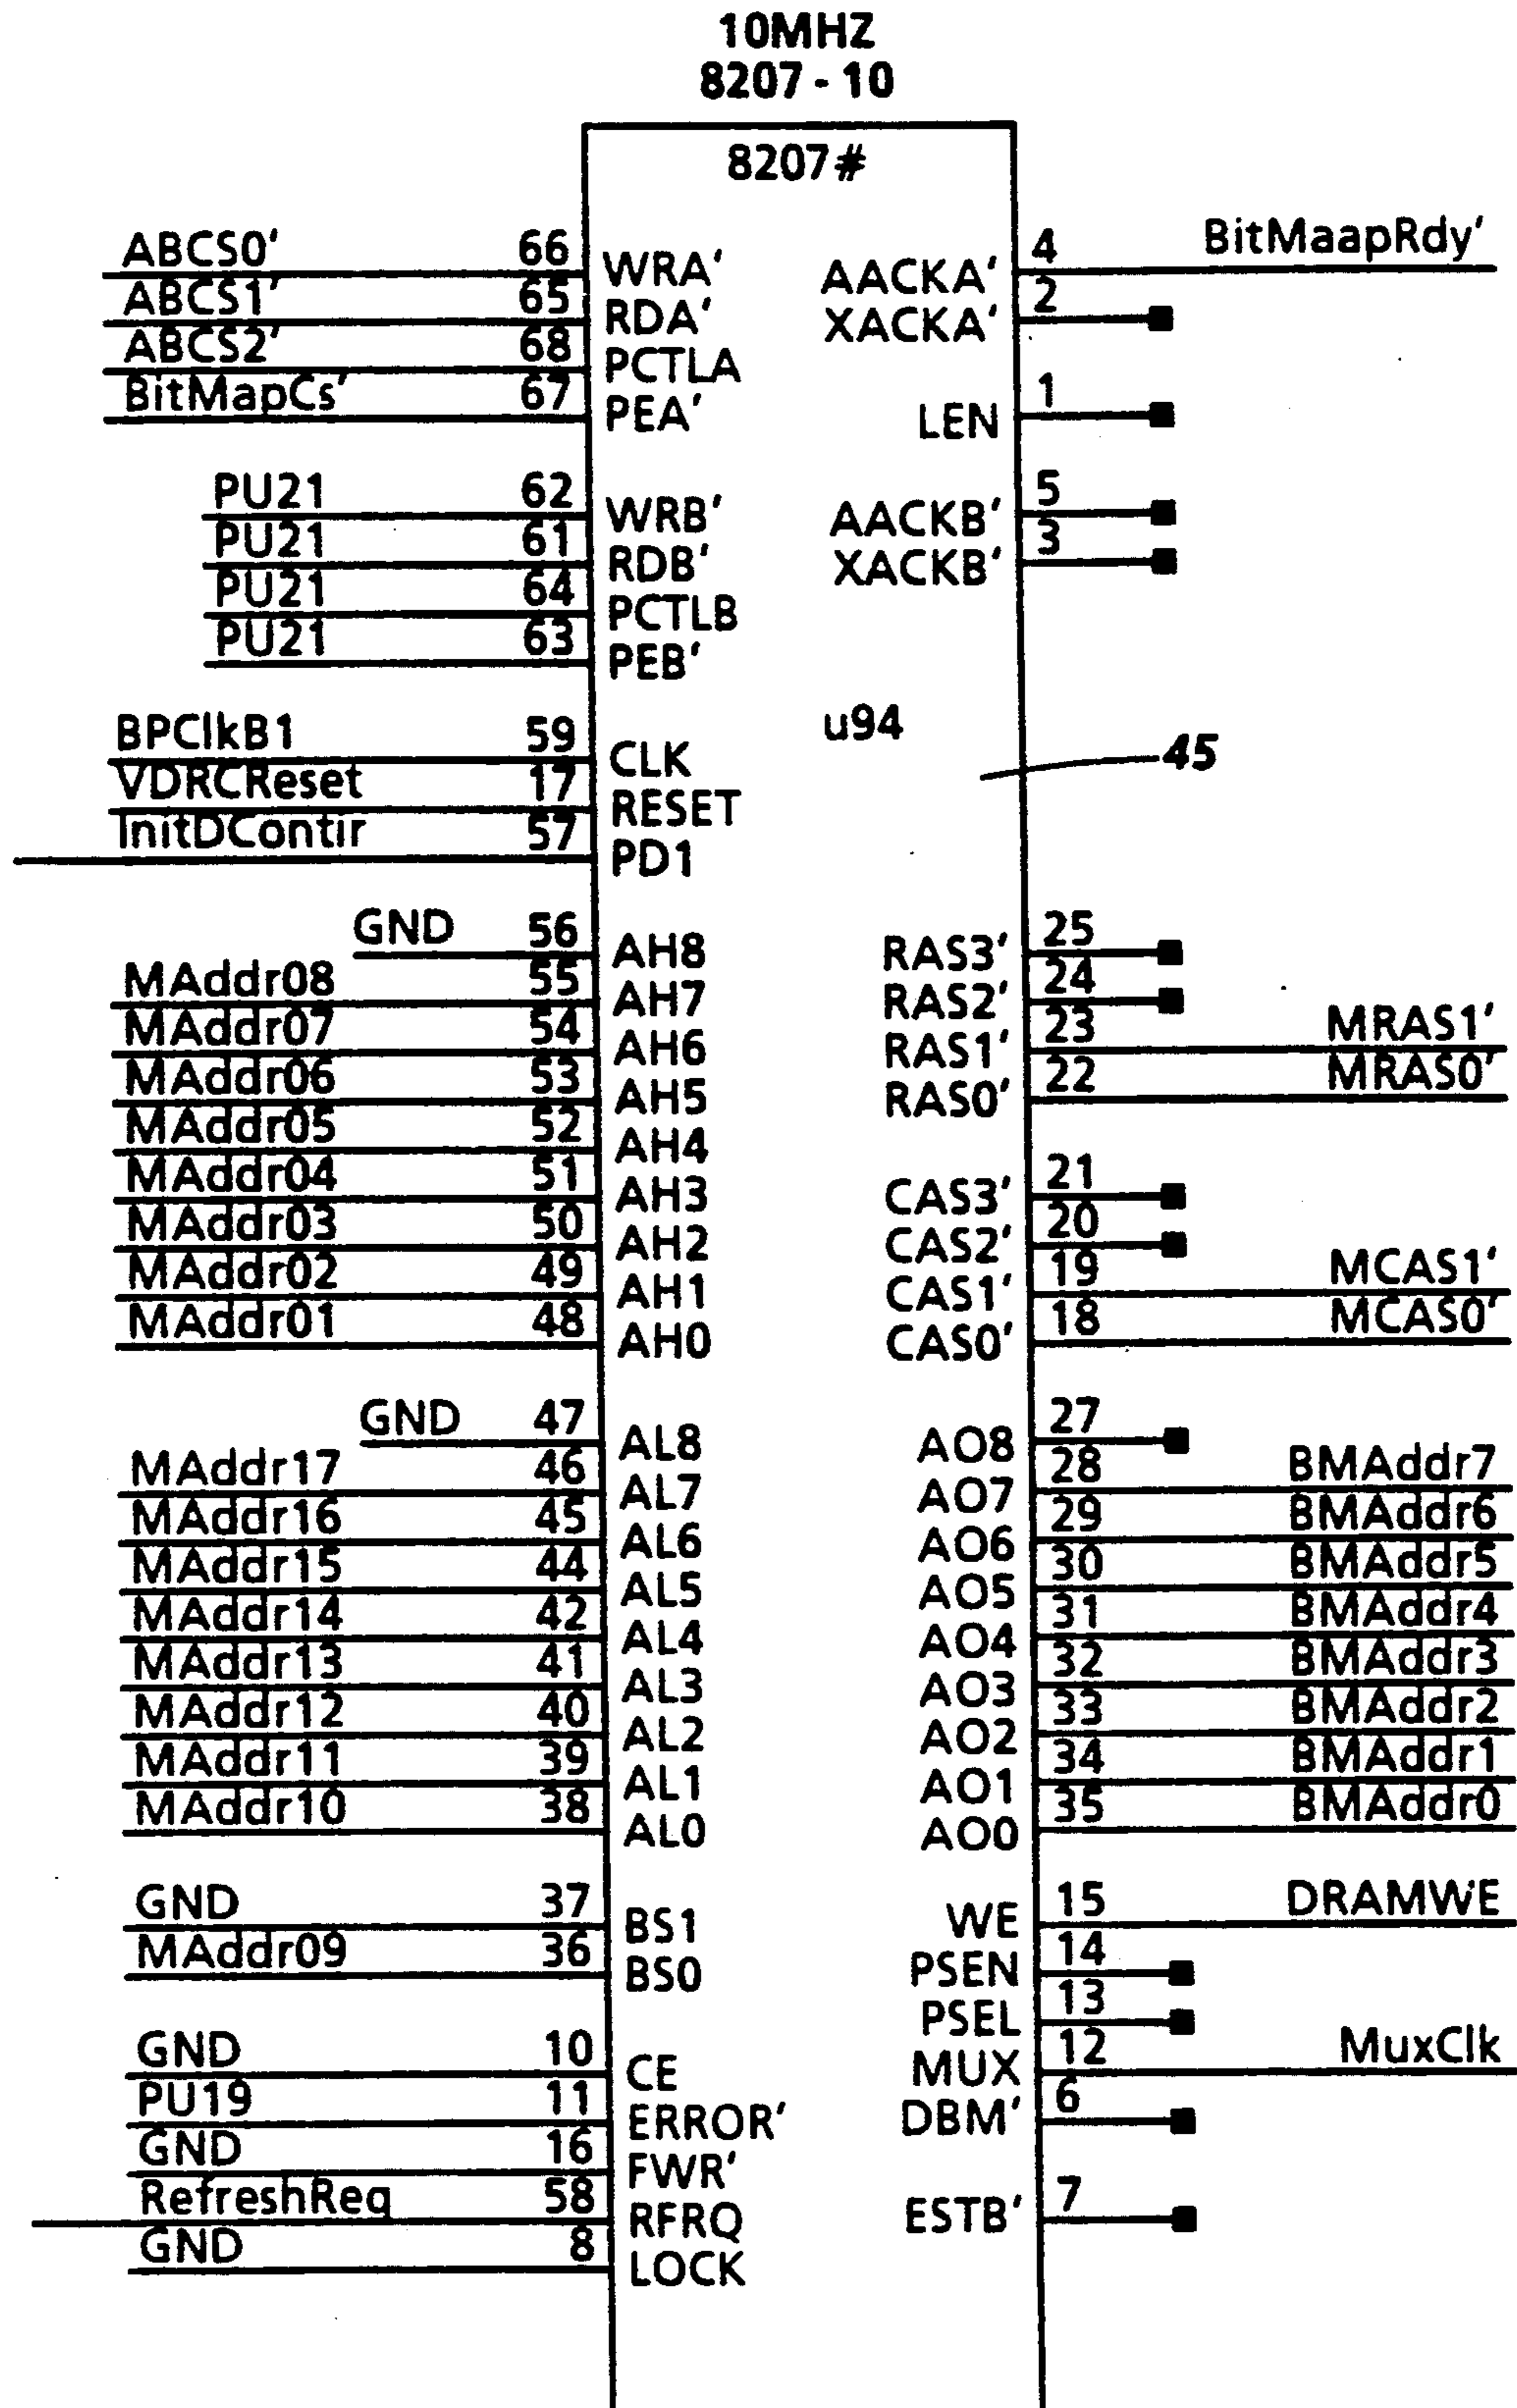 10MHZ
8207 - 10
8207#
ABCS0' 66 WRA' AACKA' 4 BitMaapRdy'
ABCS1' 65 RDA' XACKA' 2
ABCS2' 68 PCTLA
BitMapCs' 67 PEA' LEN 1
PU21 62 WRB' AACKB' 5
PU21 61 RDB' XACKB' 3
PU21 64 PCTLB
PU21 63 PEB'
u94
45
BPClkB1 59 CLK
VDRCReset 17 RESET
InitDContir 57 PD1
GND 56 AH8 RAS3' 25
MAddr08 55 AH7 RAS2' 24
MAddr07 54 AH6 RAS1' 23 MRAS1'
MAddr06 53 AH5 RAS0' 22 MRAS0'
MAddr05 52 AH4
MAddr04 51 AH3 CAS3' 21
MAddr03 50 AH2 CAS2' 20
MAddr02 49 AH1 CAS1' 19 MCAS1'
MAddr01 48 AH0 CAS0' 18 MCAS0'
GND 47 AL8 AO8 27
MAddr17 46 AL7 AO7 28 BMAddr7
MAddr16 45 AL6 AO6 29 BMAddr6
MAddr15 44 AL5 AO5 30 BMAddr5
MAddr14 42 AL4 AO4 31 BMAddr4
MAddr13 41 AL3 AO3 32 BMAddr3
MAddr12 40 AL2 AO2 33 BMAddr2
MAddr11 39 AL1 AO1 34 BMAddr1
MAddr10 38 AL0 AO0 35 BMAddr0
GND 37 BS1 WE 15 DRAMWE
MAddr09 36 BS0 PSEN 14
PSEL 13
GND 10 CE MUX 12 MuxClk
PU19 11 ERROR' DBM' 6
GND 16 FWR'
RefreshReq 58 RFRQ ESTB' 7
GND 8 LOCK